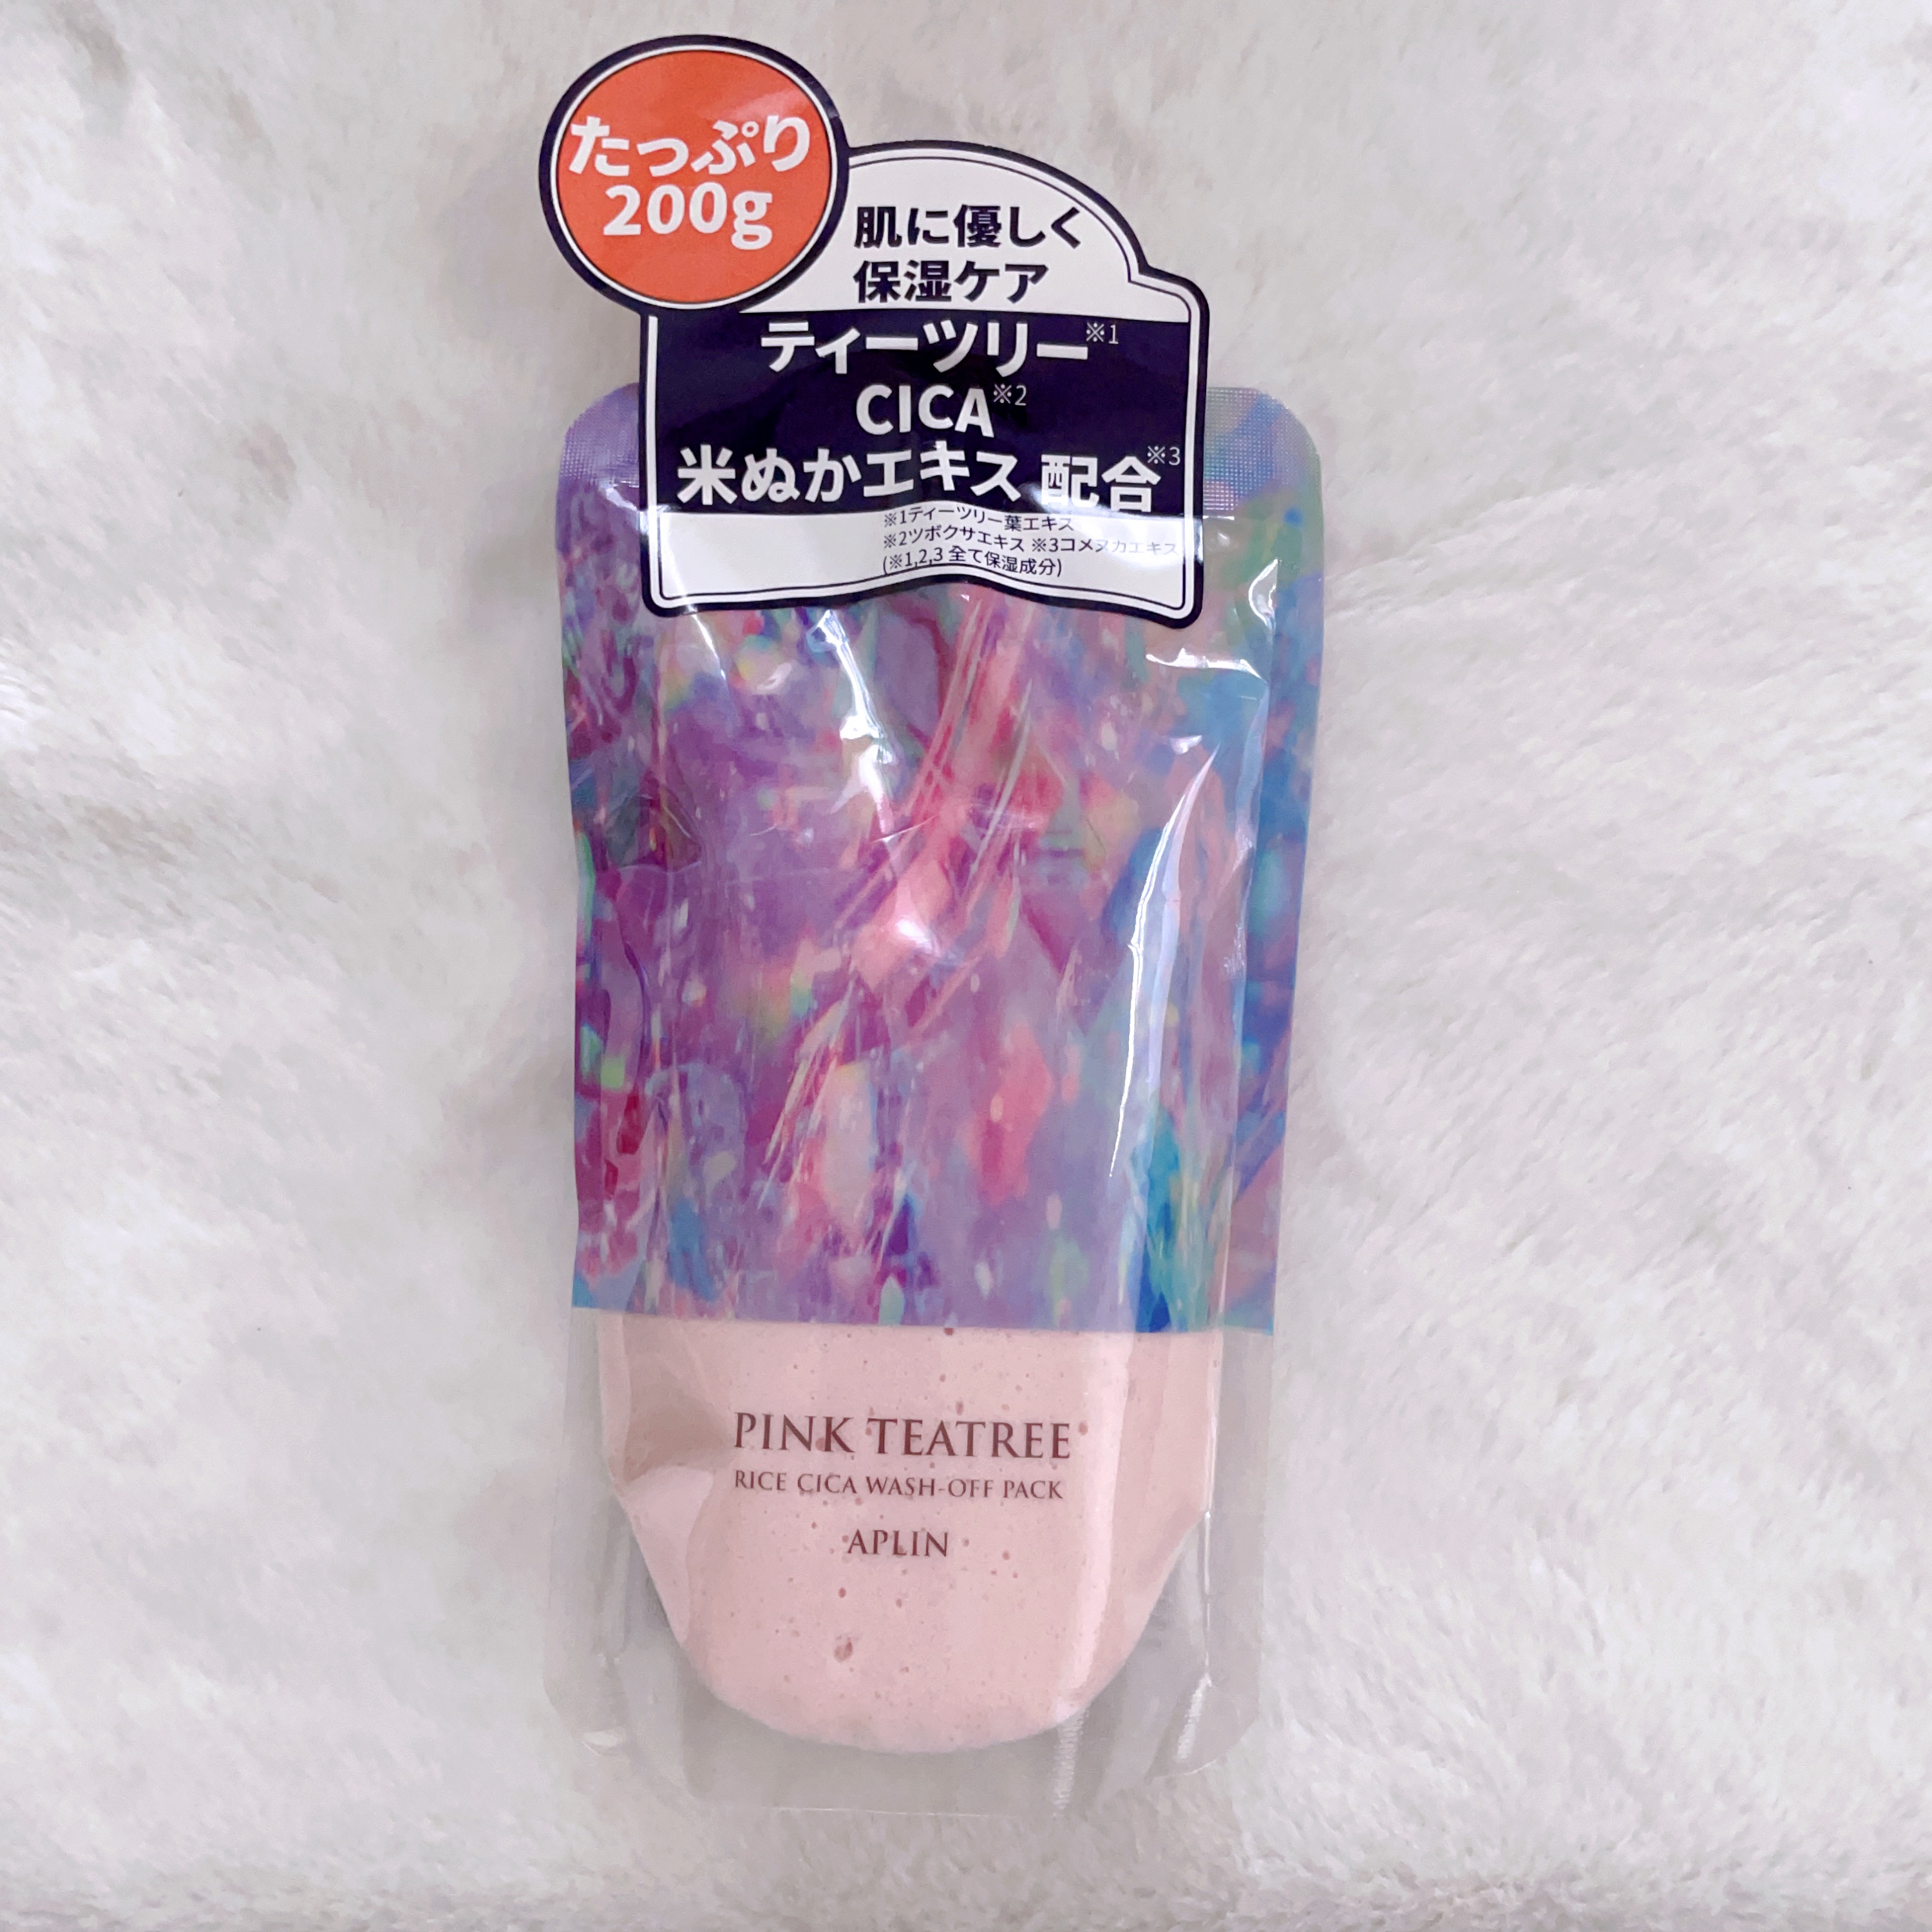 たっぷり
200g
肌に優しく
保湿ケア
ティーツリー※1
CICA※2
米ぬかエキス配合※3
※1ティーツリー葉エキス
※2ツボクサエキス ※3コメヌカエキス
(※1,2,3 全て保湿成分)
PINK TEATREE
RICE CICA WASH-OFF PACK
APLIN